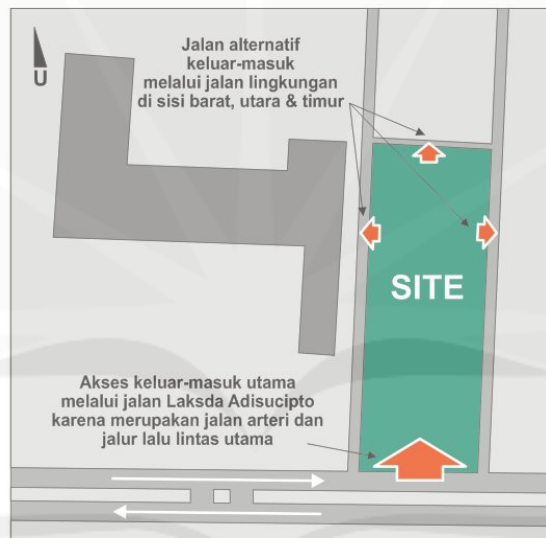 Jalan alternatif
keluar-masuk
melalui jalan lingkungan
di sisi barat, utara & timur
U
SITE
Akses keluar-masuk utama
melalui jalan Laksda Adisucipto
karena merupakan jalan arteri dan
jalur lalu lintas utama